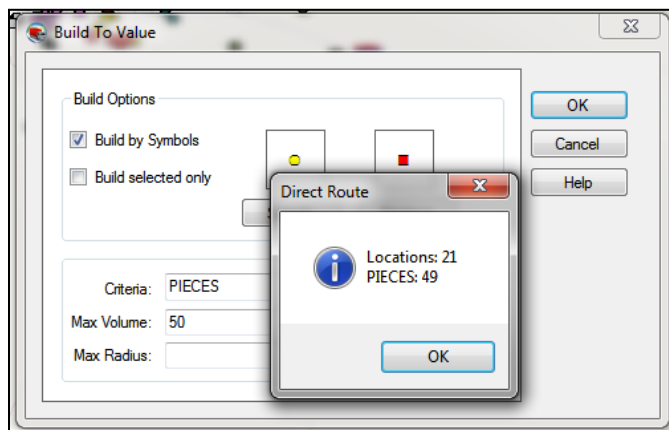 Build To Value
Build Options
Build by Symbols
Build selected only
OK
Cancel
Help
Direct Route
Locations: 21
PIECES: 49
OK
Criteria: PIECES
Max Volume: 50
Max Radius: